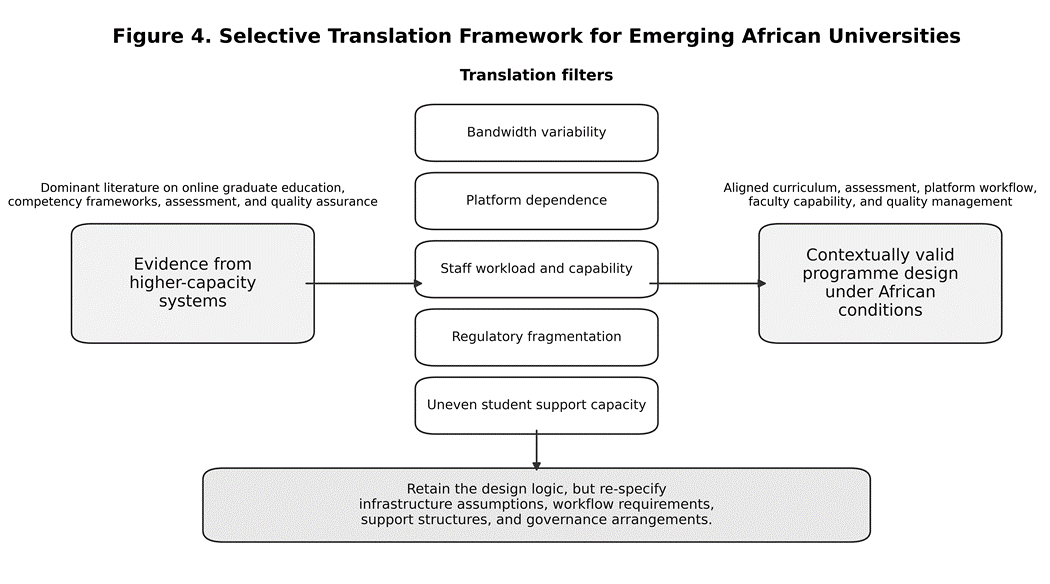 Figure 4. Selective Translation Framework for Emerging African Universities
Translation filters
Bandwidth variability
Platform dependence
Staff workload and capability
Regulatory fragmentation
Uneven student support capacity
Dominant literature on online graduate education,
competency frameworks, assessment, and quality assurance
Evidence from
higher-capacity
systems
Aligned curriculum, assessment, platform workflow,
faculty capability, and quality management
Contextually valid
programme design
under African
conditions
Retain the design logic, but re-specify
infrastructure assumptions, workflow requirements,
support structures, and governance arrangements.